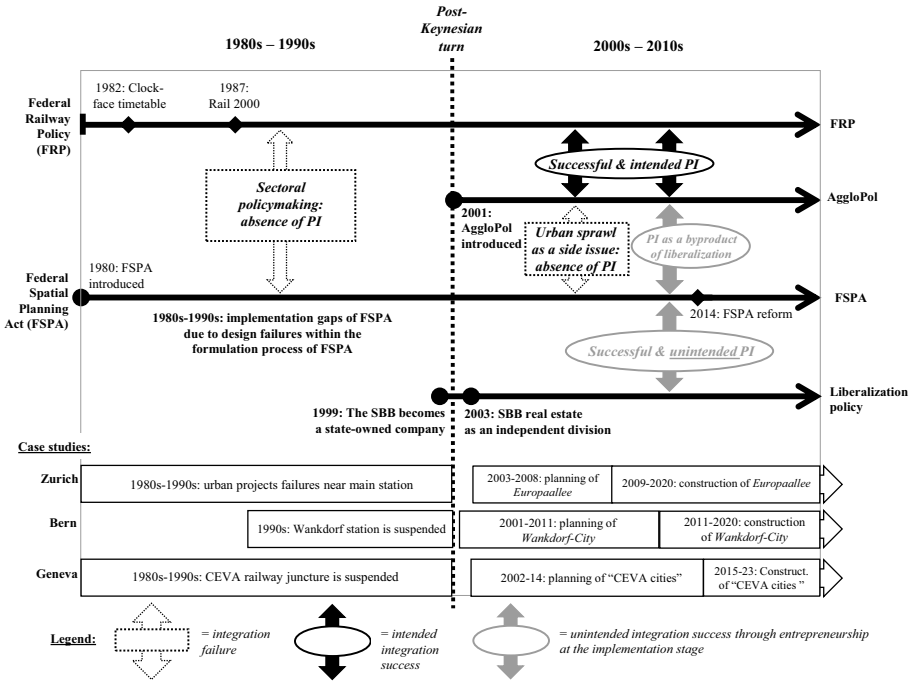 Post-
Keynesian
turn
1980s – 1990s
2000s – 2010s
Federal
Railway
Policy
(FRP)
1982: Clock-
face timetable
1987:
Rail 2000
FRP
Successful & intended PI
Sectoral
policymaking:
absence of PI
AggloPol
2001:
AggloPol
introduced
Urban sprawl
as a side issue:
absence of PI
PI as a byproduct
of liberalization
1980: FSPA
introduced
Federal
Spatial
Planning
Act (FSPA)
FSPA
2014: FSPA reform
1980s-1990s: implementation gaps of FSPA
due to design failures within the
formulation process of FSPA
Successful & unintended PI
Liberalization
policy
1999: The SBB becomes
a state-owned company
2003: SBB real estate
as an independent division
Case studies:
Zurich
1980s-1990s: urban projects failures near main station
2003-2008: planning of
Europaallee
2009-2020: construction of Europaallee
Bern
1990s: Wankdorf station is suspended
2001-2011: planning of
Wankdorf-City
2011-2020: construction
of Wankdorf-City
Geneva
1980s-1990s: CEVA railway juncture is suspended
2002-14: planning of “CEVA cities”
2015-23: Construct.
of “CEVA cities ”
Legend:
= integration
failure
= intended
integration
success
= unintended integration success through entrepreneurship
at the implementation stage